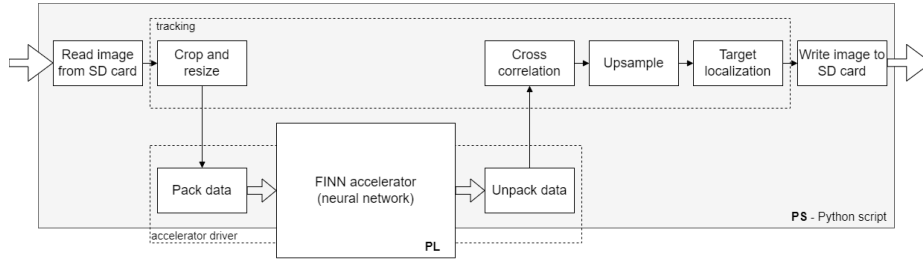 tracking
Read image
from SD card
Crop and
resize
Cross
correlation
Upsample
Target
localization
Write image to
SD card
Pack data
FINN accelerator
(neural network)
Unpack data
PL
accelerator driver
PS - Python script